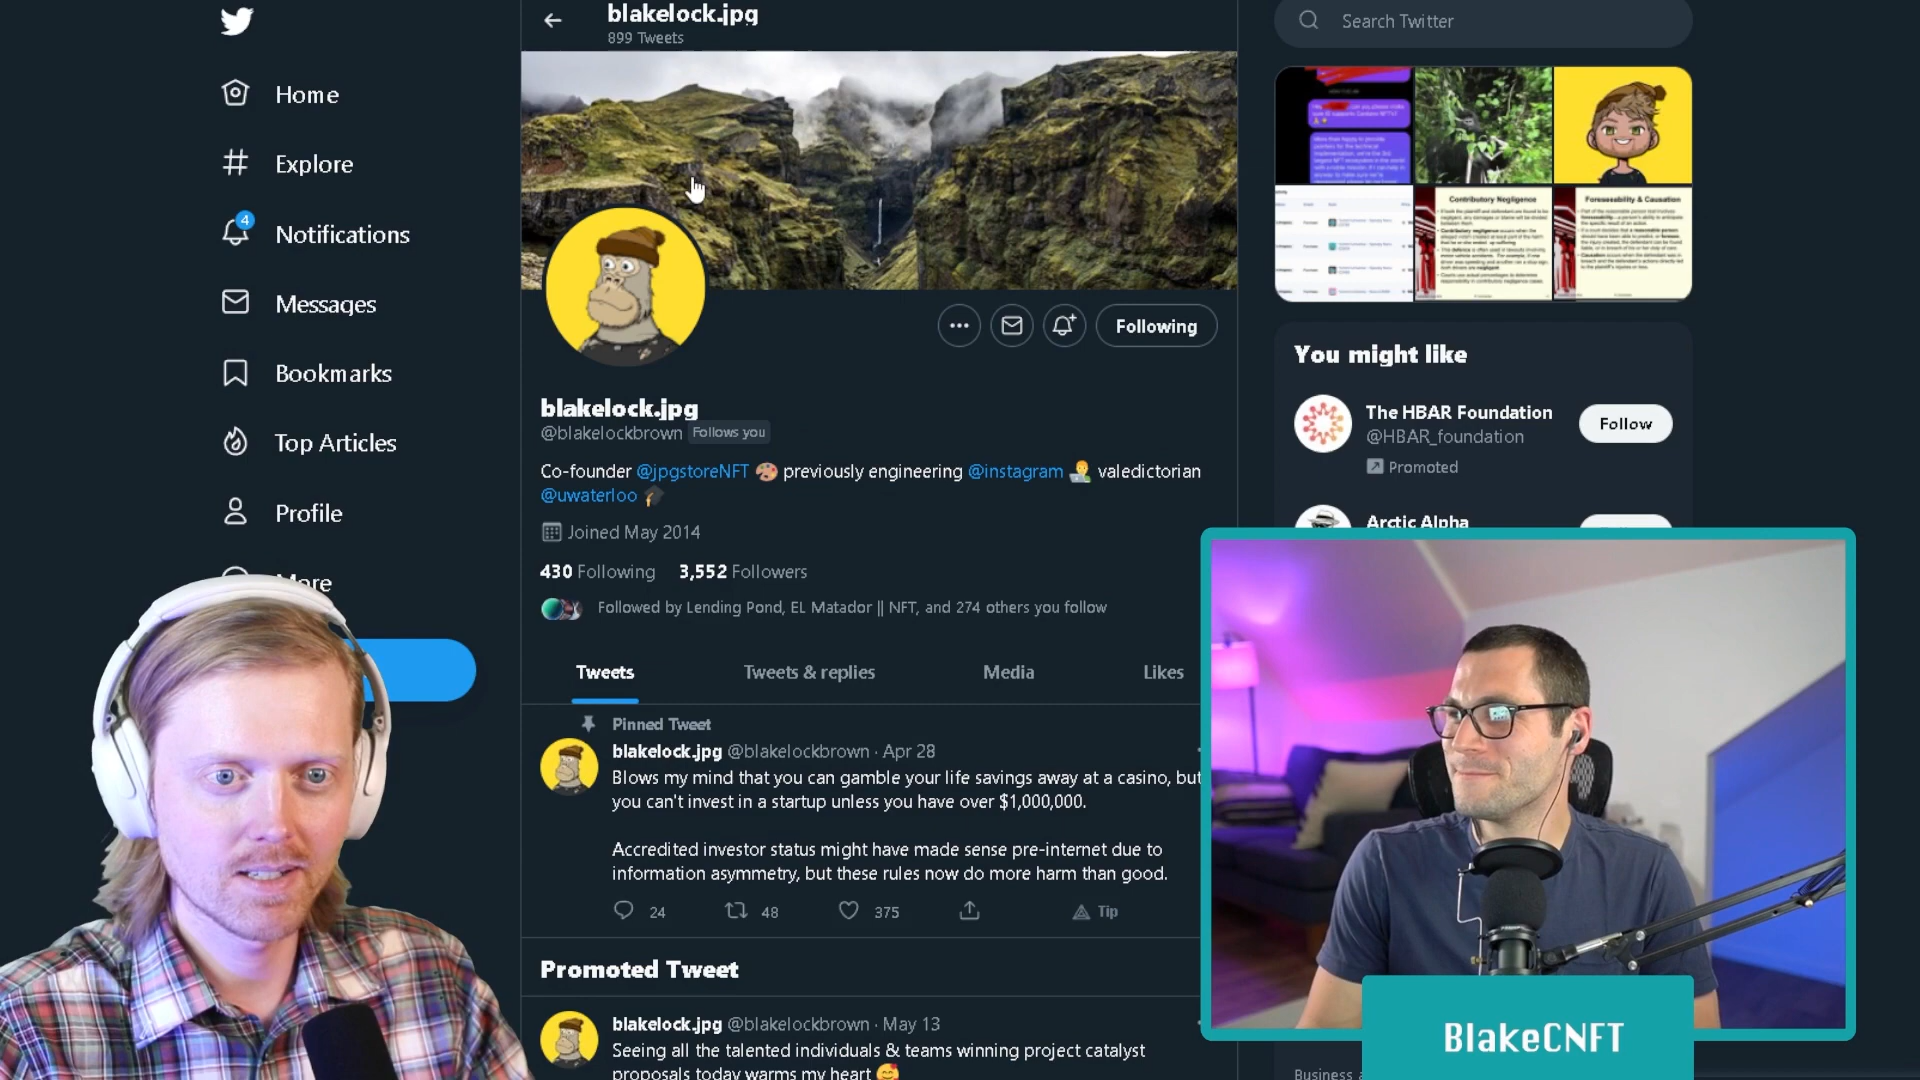 blakelock.jpg
899 Tweets
Search Twitter
Home
Explore
4
Notifications
Messages
Bookmarks
Top Articles
Profile
More
Following
blakelock.jpg
@blakelockbrown Follows you
Co-founder @jpgstoreNFT 🎨 previously engineering @instagram 👨‍💻 valedictorian
@uwaterloo 🎓
Joined May 2014
430 Following 3,552 Followers
Followed by Lending Pond, EL Matador || NFT, and 274 others you follow
Tweets
Tweets & replies
Media
Likes
Pinned Tweet
blakelock.jpg @blakelockbrown · Apr 28
Blows my mind that you can gamble your life savings away at a casino, but
you can't invest in a startup unless you have over $1,000,000.
Accredited investor status might have made sense pre-internet due to
information asymmetry, but these rules now do more harm than good.
24
48
375
Tip
Promoted Tweet
blakelock.jpg @blakelockbrown · May 13
Seeing all the talented individuals & teams winning project catalyst
proposals today warms my heart 🥰
Contributory Negligence
Foreseeability & Causation
You might like
The HBAR Foundation
@HBAR_foundation
Follow
Promoted
Arctic Alpha
BlakeCNFT
Business